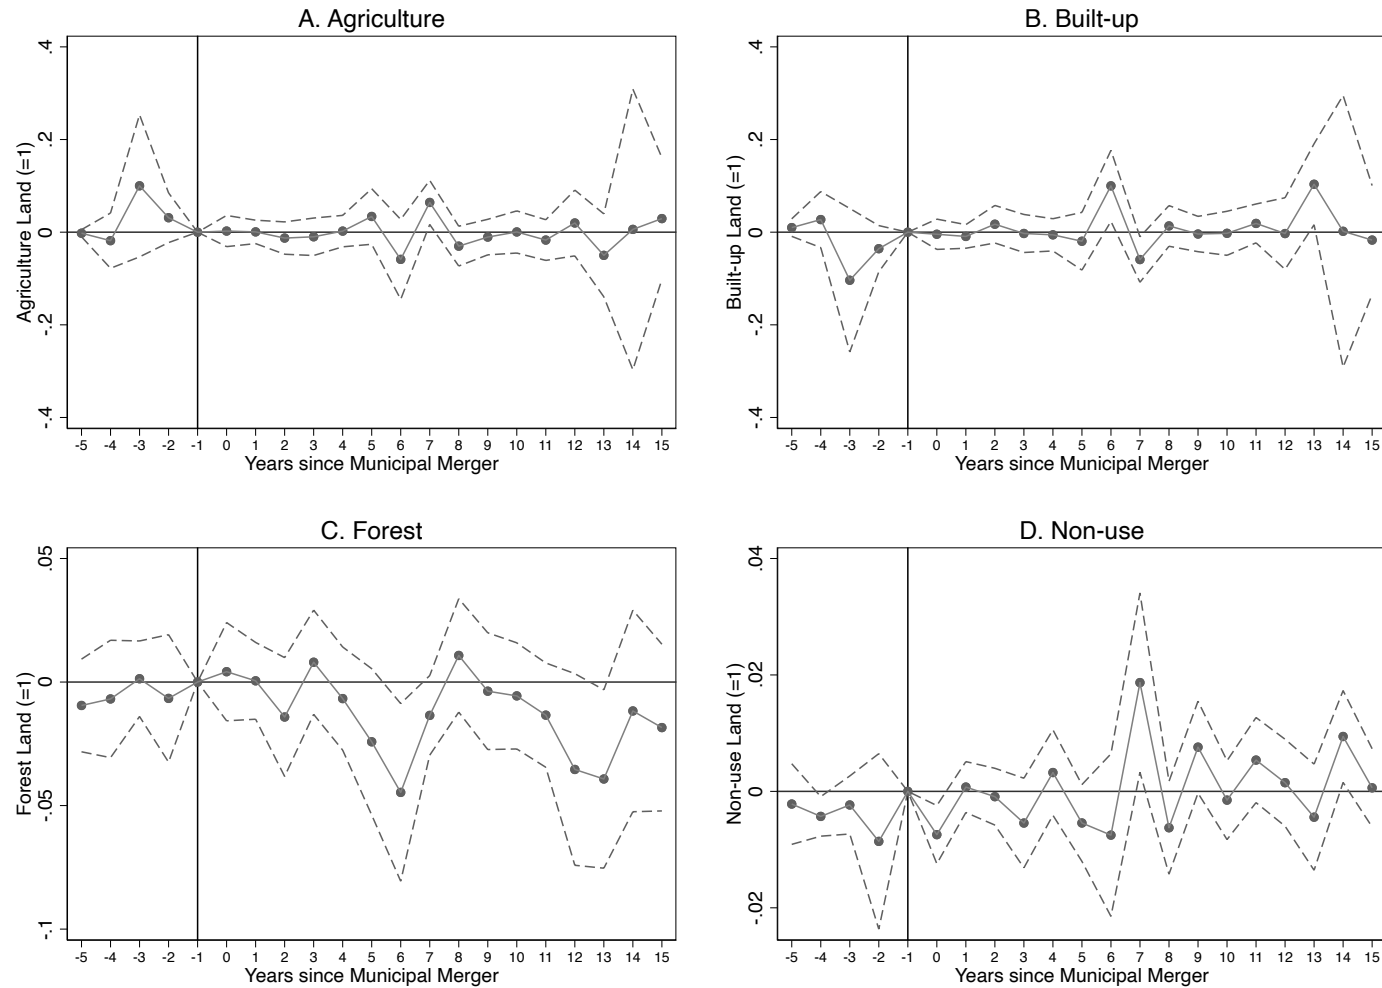 A. Agriculture
Agriculture Land (=1)
.4
.2
0
-.2
-.4
-5 -4 -3 -2 -1 0 1 2 3 4 5 6 7 8 9 10 11 12 13 14 15
Years since Municipal Merger
B. Built-up
Built-up Land (=1)
.4
.2
0
-.2
-.4
-5 -4 -3 -2 -1 0 1 2 3 4 5 6 7 8 9 10 11 12 13 14 15
Years since Municipal Merger
C. Forest
Forest Land (=1)
.05
0
-.05
-.1
-5 -4 -3 -2 -1 0 1 2 3 4 5 6 7 8 9 10 11 12 13 14 15
Years since Municipal Merger
D. Non-use
Non-use Land (=1)
.04
.02
0
-.02
-5 -4 -3 -2 -1 0 1 2 3 4 5 6 7 8 9 10 11 12 13 14 15
Years since Municipal Merger